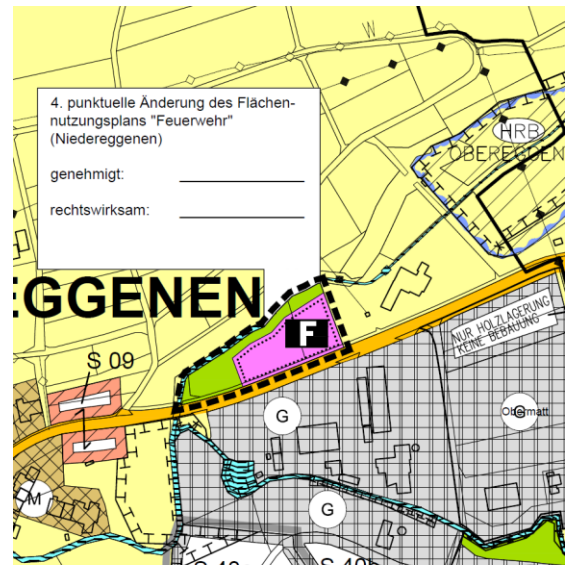 W
4. punktuelle Änderung des Flächen-
nutzungsplans "Feuerwehr"
(Niedereggenen)
genehmigt:
rechtswirksam:
HRB
OBEREGGEN
EGGENEN
F
NUR HOLZLAGERUNG
KEINE BEBAUUNG
S 09
G
Obermatt
M
G